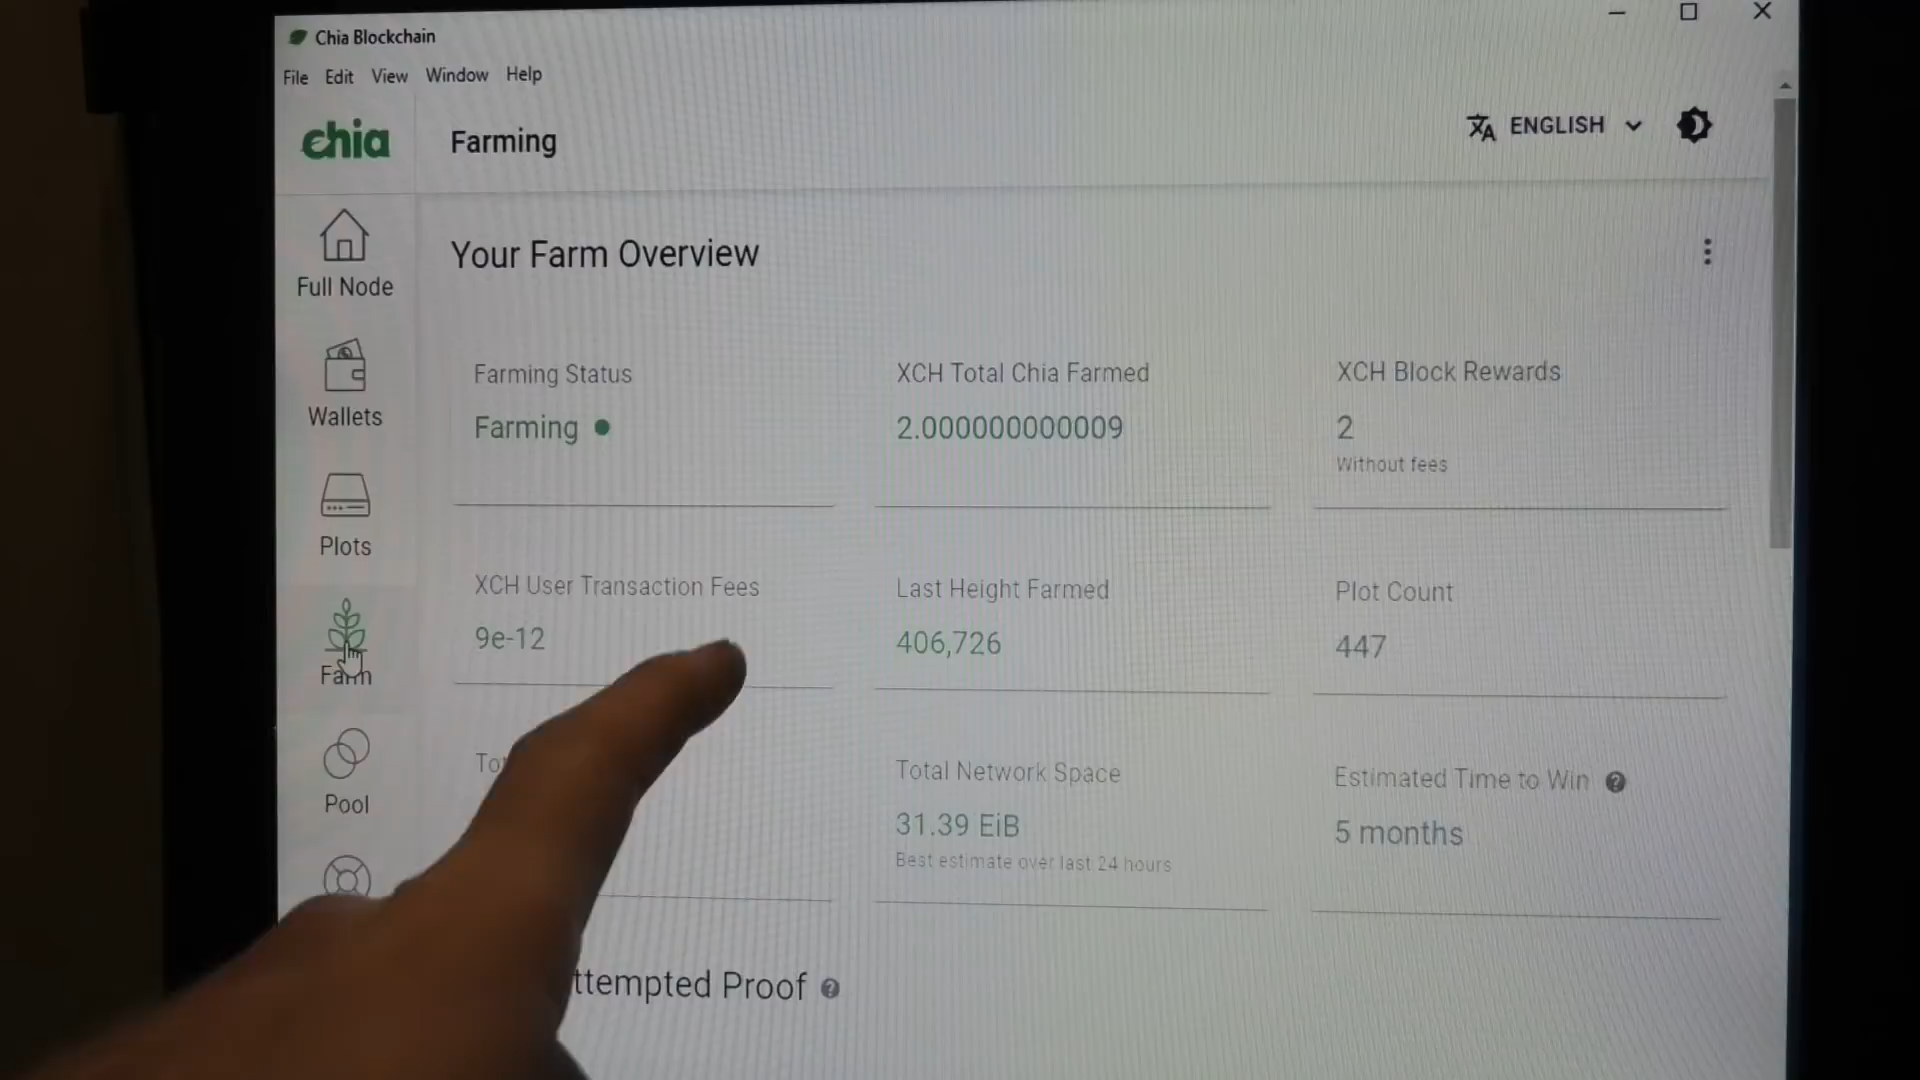 Chia Blockchain
File Edit View Window Help
chia
Farming
ENGLISH
Full Node
Wallets
Plots
Farm
Pool
Your Farm Overview
Farming Status
Farming
XCH Total Chia Farmed
2.000000000009
XCH Block Rewards
2
Without fees
XCH User Transaction Fees
9e-12
Last Height Farmed
406,726
Plot Count
447
Total Network Space
31.39 EiB
Best estimate over last 24 hours
Estimated Time to Win
5 months
ttempted Proof